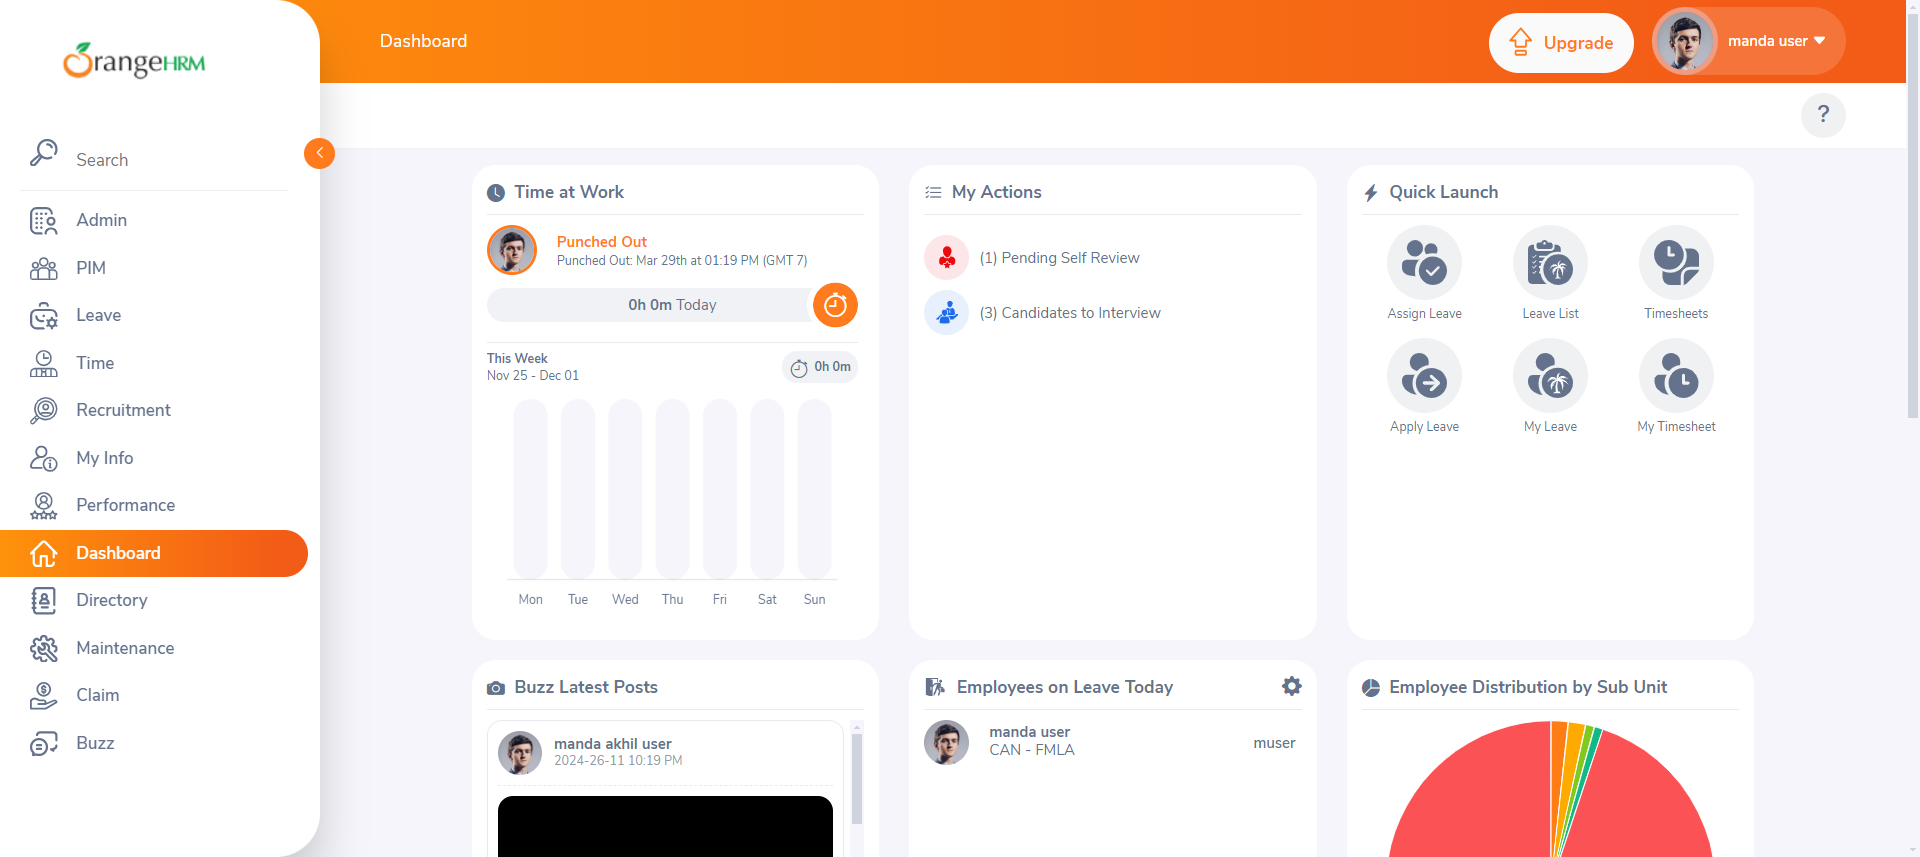 OrangeHRM
Search
Admin
PIM
Leave
Time
Recruitment
My Info
Performance
Dashboard
Directory
Maintenance
Claim
Buzz
Dashboard
Upgrade
manda user
?
Time at Work
Punched Out
Punched Out: Mar 29th at 01:19 PM (GMT 7)
0h 0m Today
This Week
Nov 25 - Dec 01
0h 0m
Mon Tue Wed Thu Fri Sat Sun
My Actions
(1) Pending Self Review
(3) Candidates to Interview
Quick Launch
Assign Leave
Leave List
Timesheets
Apply Leave
My Leave
My Timesheet
Buzz Latest Posts
manda akhil user
2024-26-11 10:19 PM
Employees on Leave Today
manda user
CAN - FMLA
muser
Employee Distribution by Sub Unit